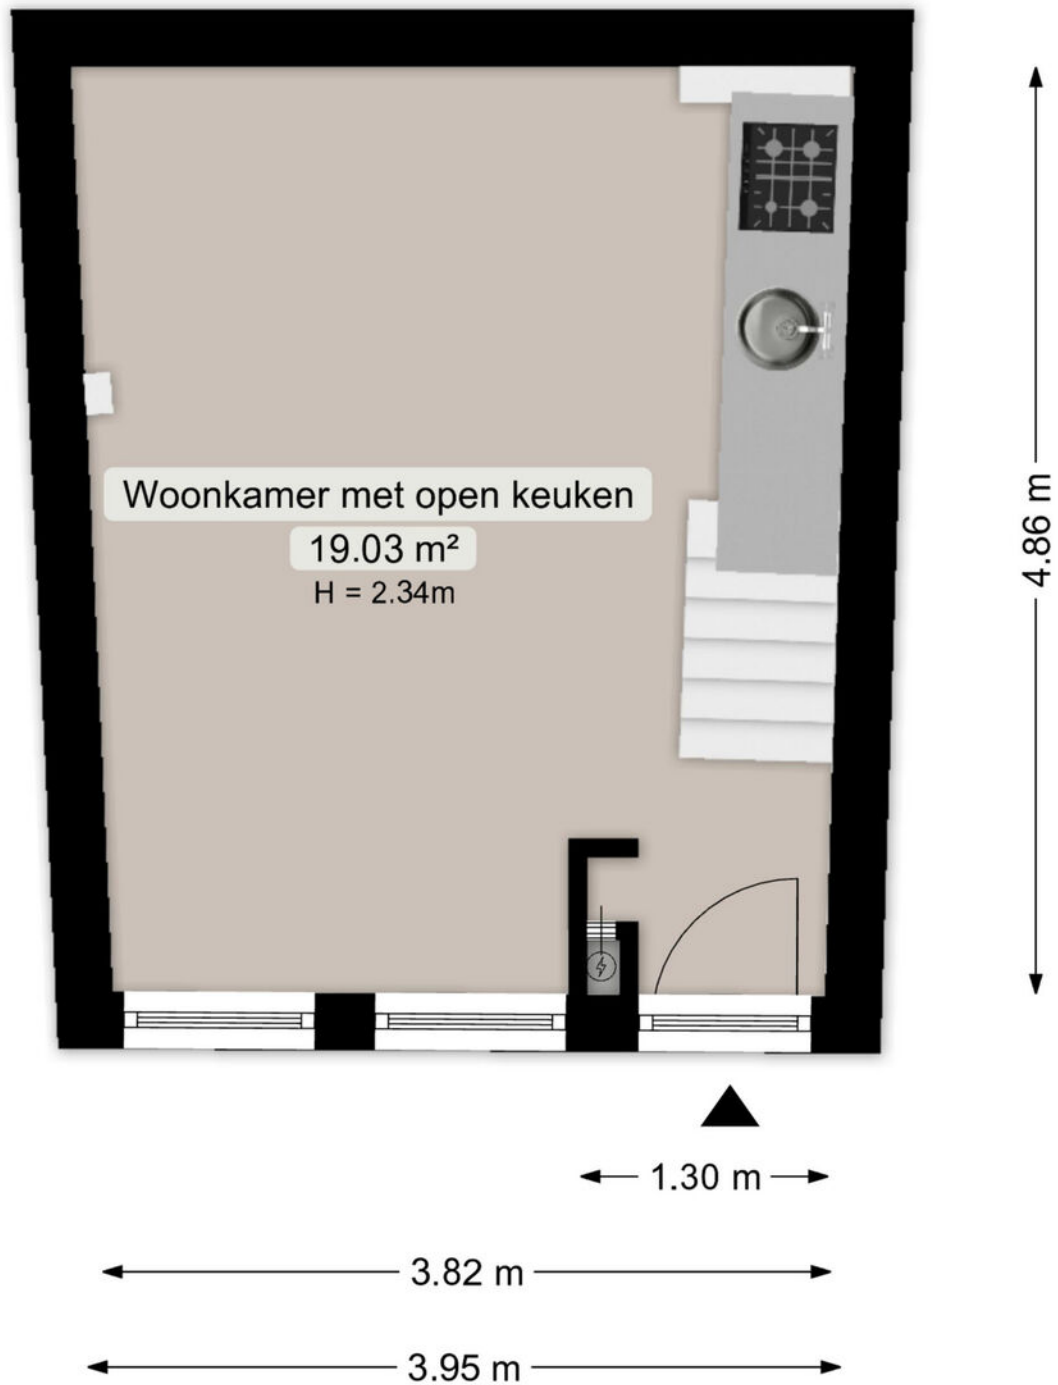 Woonkamer met open keuken
19.03 m²
H = 2.34m
4.86 m
1.30 m
3.82 m
3.95 m